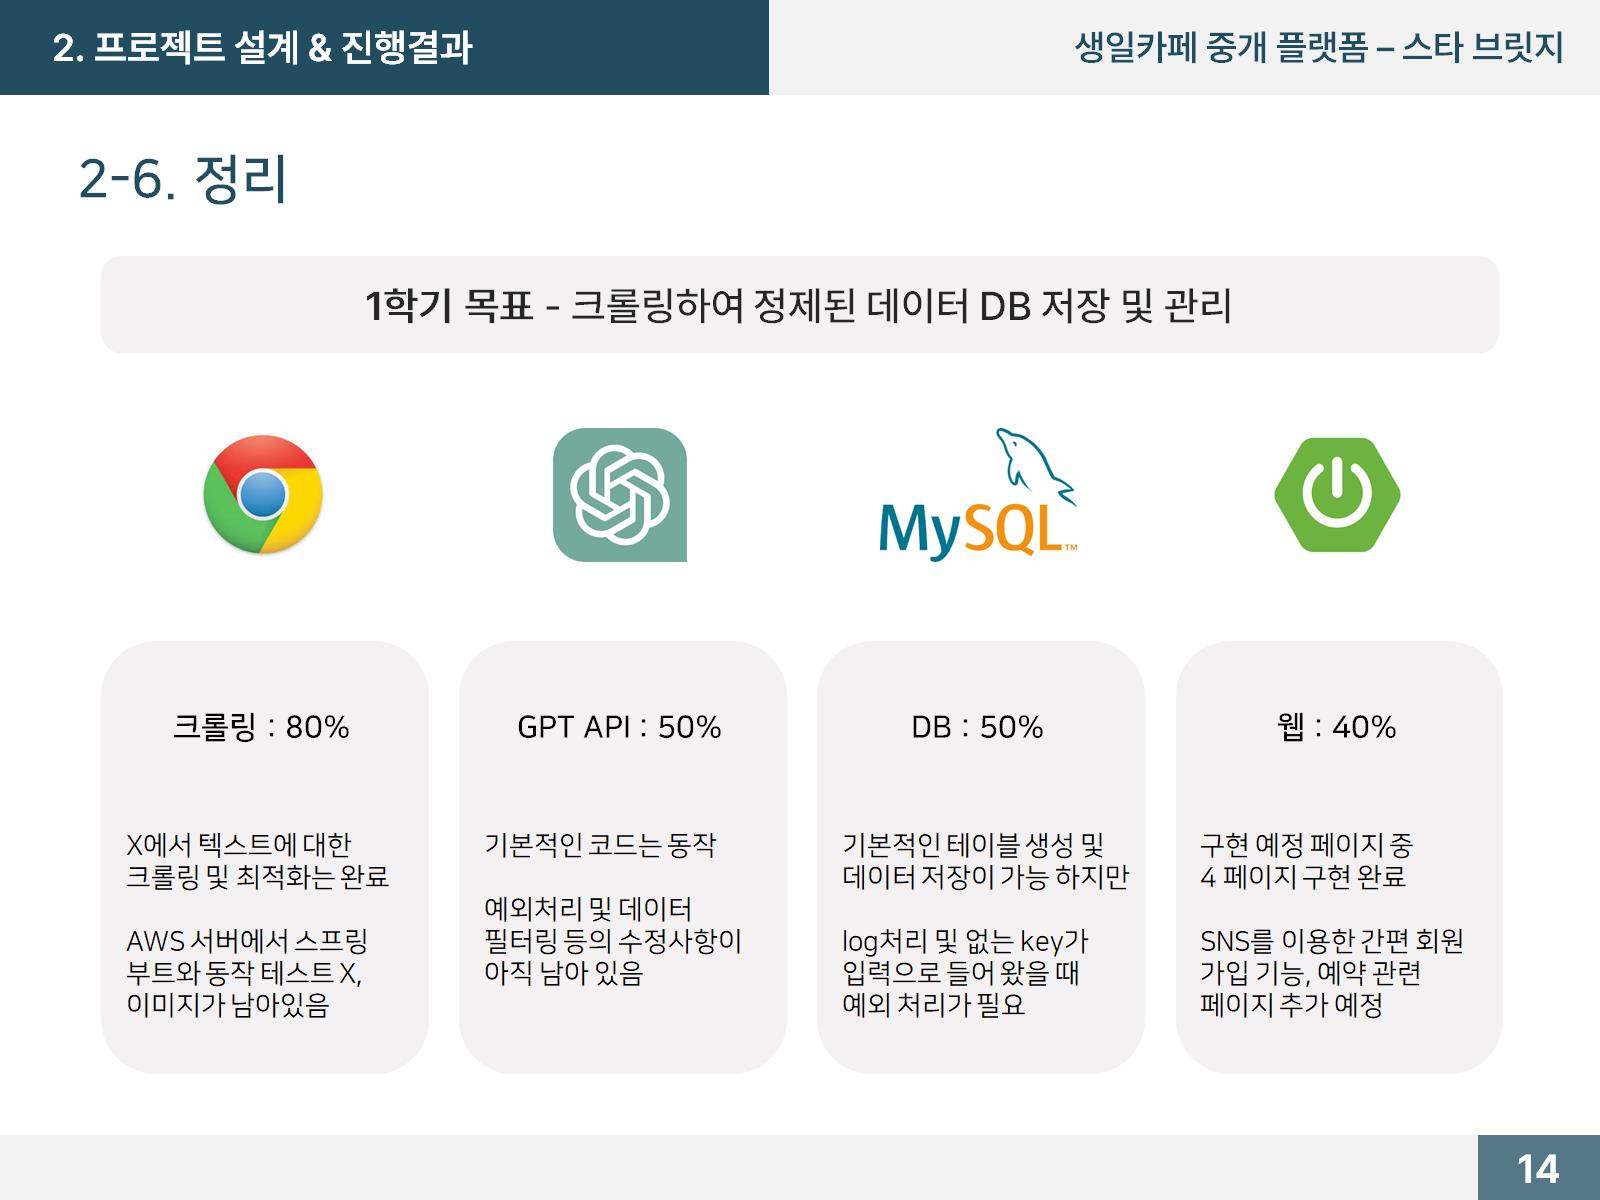 2. 프로젝트 설계 & 진행결과
생일카페 중개 플랫폼 – 스타 브릿지
2-6. 정리
1학기 목표 - 크롤링하여 정제된 데이터 DB 저장 및 관리
MySQL™
크롤링 : 80%
X에서 텍스트에 대한
크롤링 및 최적화는 완료
AWS 서버에서 스프링
부트와 동작 테스트 X,
이미지가 남아있음
GPT API : 50%
기본적인 코드는 동작
예외처리 및 데이터
필터링 등의 수정사항이
아직 남아 있음
DB : 50%
기본적인 테이블 생성 및
데이터 저장이 가능 하지만
log처리 및 없는 key가
입력으로 들어 왔을 때
예외 처리가 필요
웹 : 40%
구현 예정 페이지 중
4 페이지 구현 완료
SNS를 이용한 간편 회원
가입 기능, 예약 관련
페이지 추가 예정
14